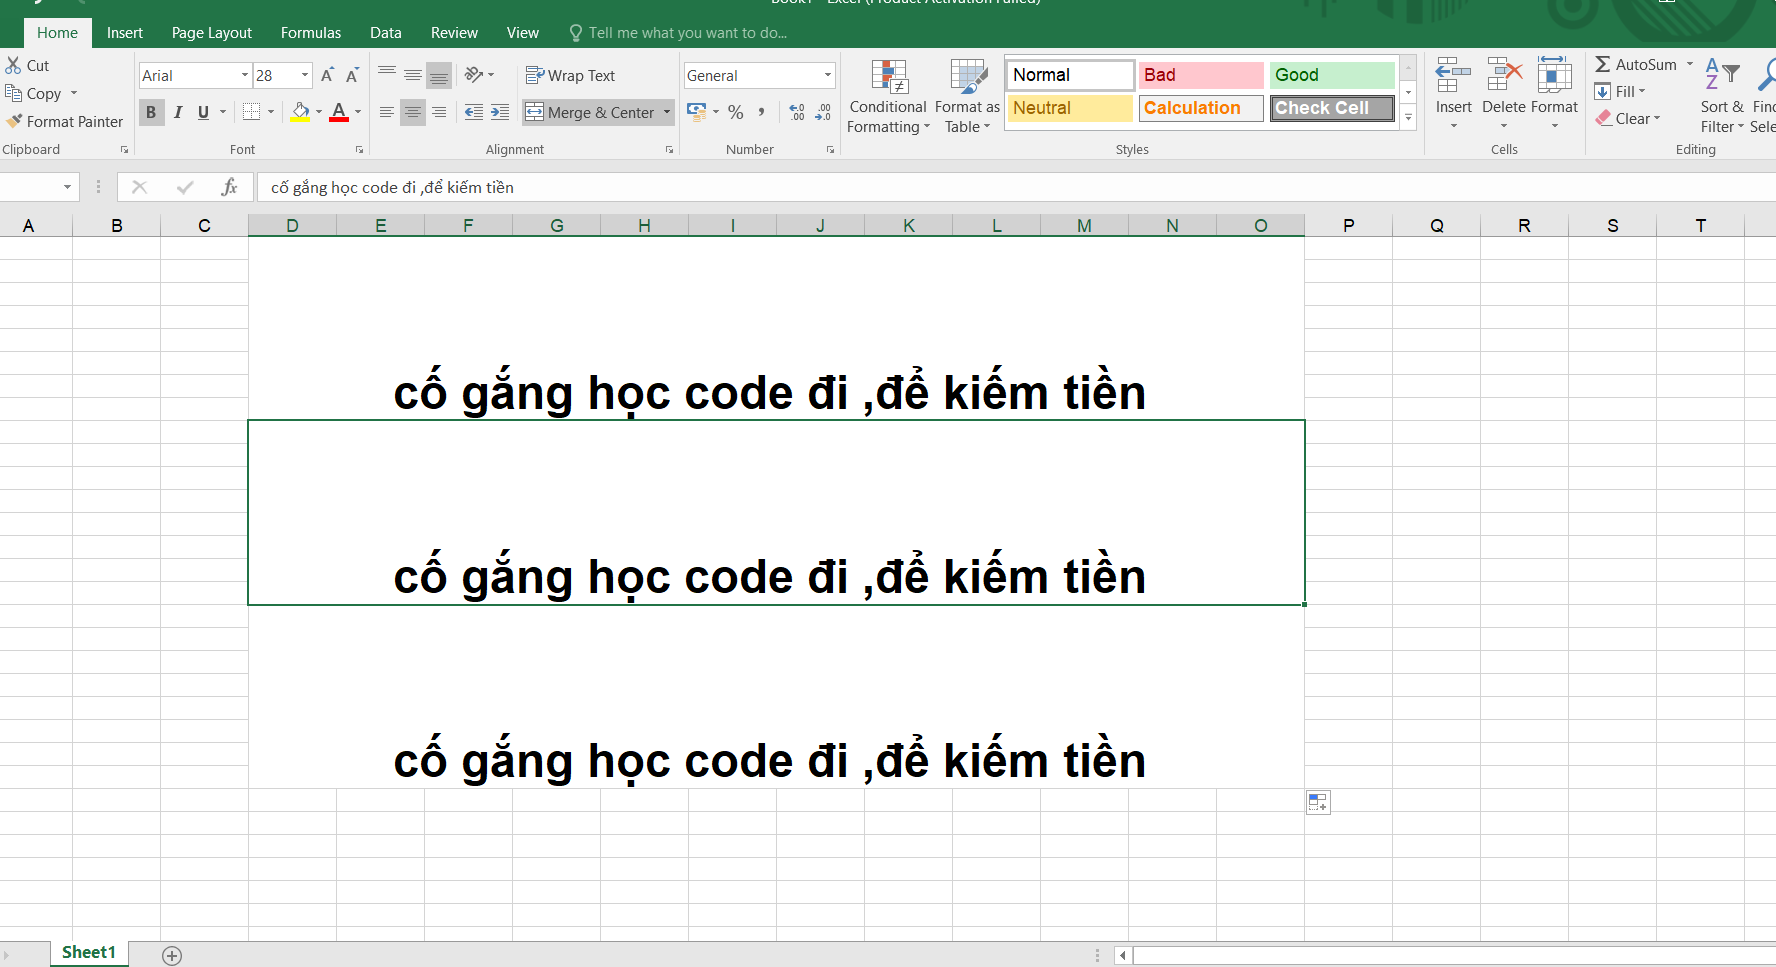 Home Insert Page Layout Formulas Data Review View Tell me what you want to do...
Cut
Copy
Format Painter
Clipboard
Arial 28
B I U
Font
Wrap Text
Merge & Center
Alignment
General
% ,
Number
Conditional Formatting
Format as Table
Normal Bad Good
Neutral Calculation Check Cell
Styles
Insert Delete Format
Cells
AutoSum
Fill
Clear
Sort &
Filter
Editing
fx cố gắng học code đi ,để kiếm tiền
A B C D E F G H I J K L M N O P Q R S T
cố gắng học code đi ,để kiếm tiền
cố gắng học code đi ,để kiếm tiền
cố gắng học code đi ,để kiếm tiền
Sheet1